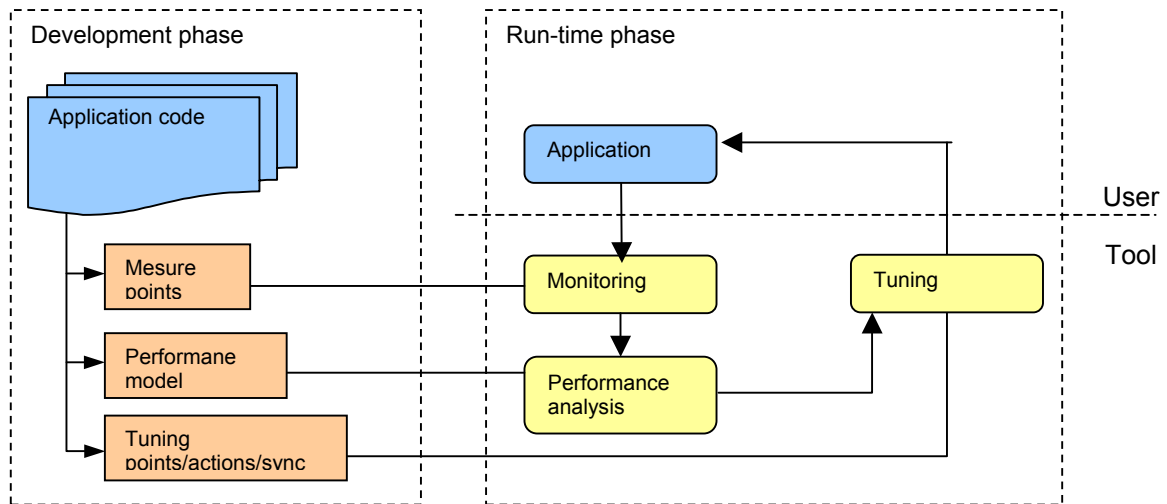 Development phase
Application code
Mesure
points
Performane
model
Tuning
points/actions/sync
Run-time phase
Application
Monitoring
Performance
analysis
Tuning
User
Tool